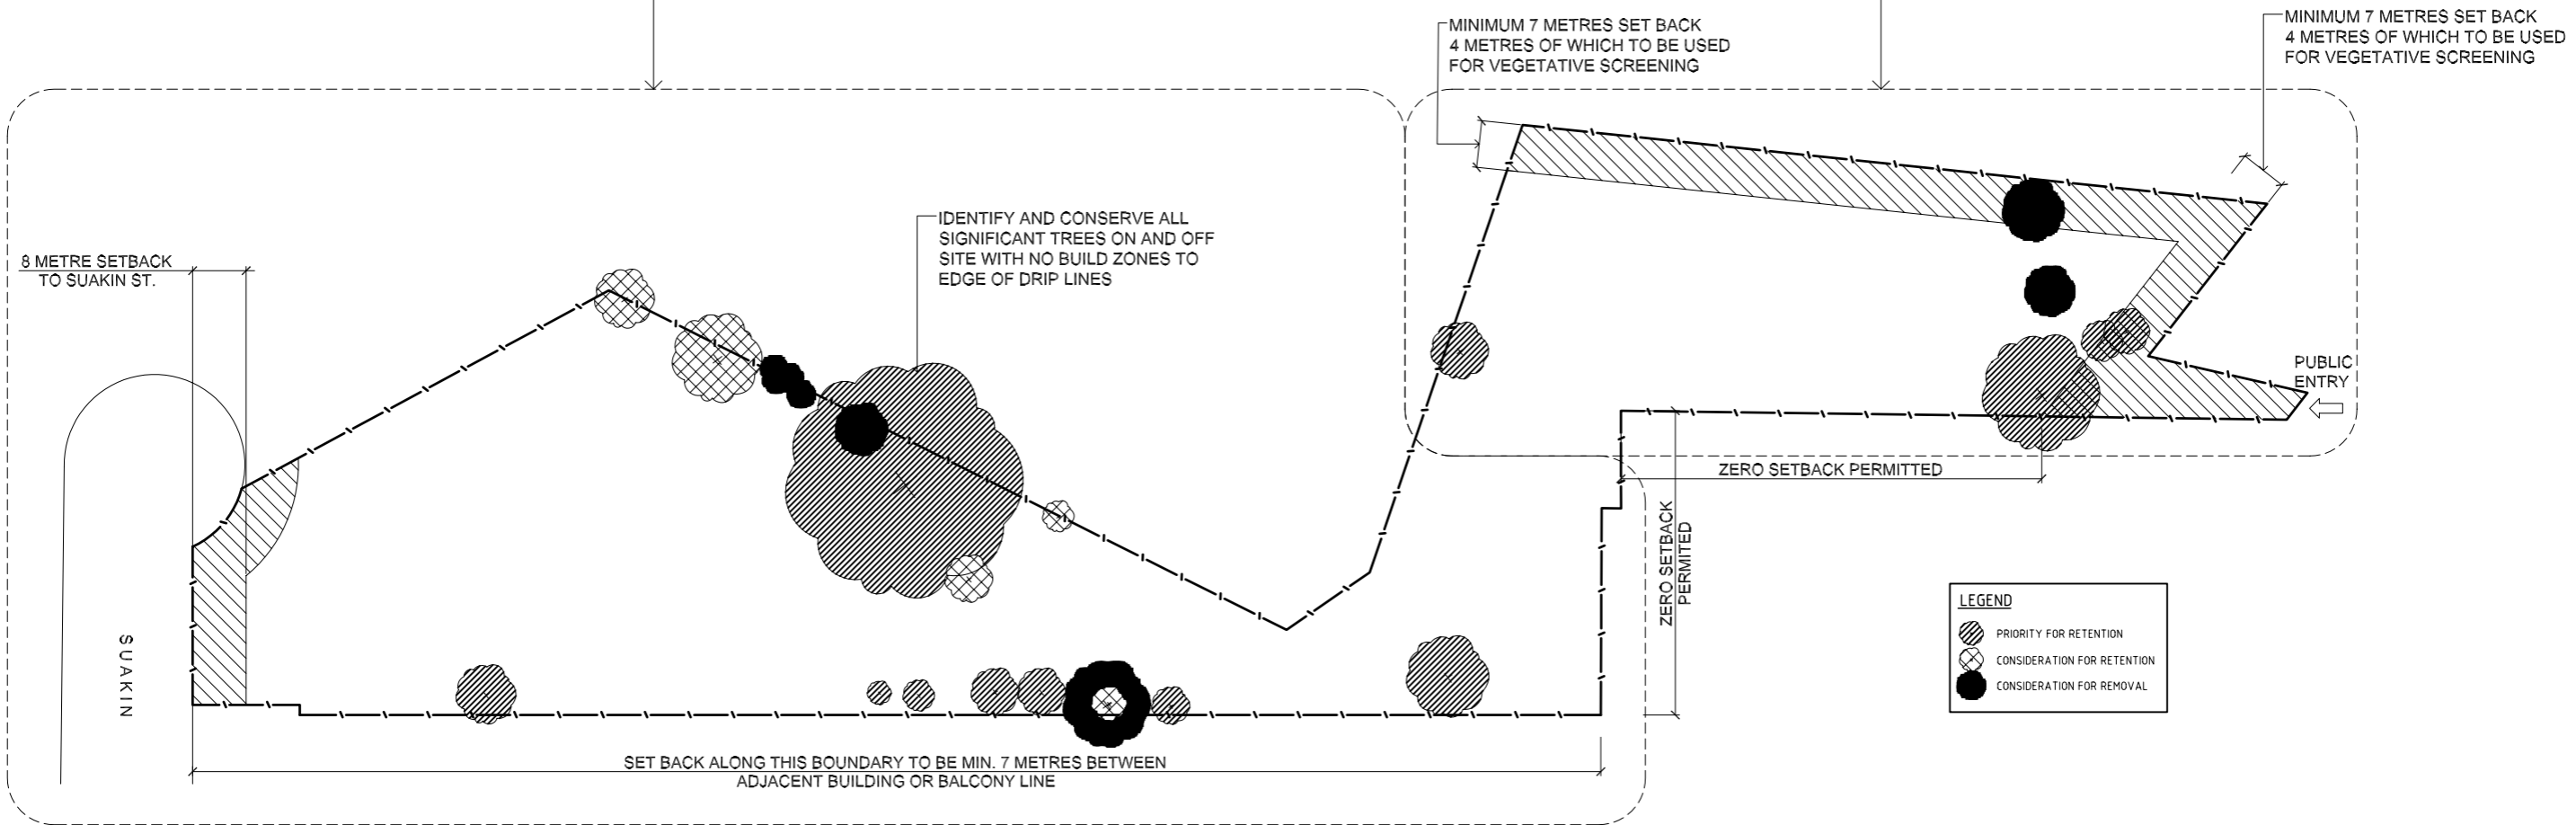 MINIMUM 7 METRES SET BACK
4 METRES OF WHICH TO BE USED
FOR VEGETATIVE SCREENING
MINIMUM 7 METRES SET BACK
4 METRES OF WHICH TO BE USED
FOR VEGETATIVE SCREENING
IDENTIFY AND CONSERVE ALL
SIGNIFICANT TREES ON AND OFF
SITE WITH NO BUILD ZONES TO
EDGE OF DRIP LINES
8 METRE SETBACK
TO SUAKIN ST.
PUBLIC
ENTRY
ZERO SETBACK PERMITTED
ZERO SETBACK
PERMITED
SUAKIN
LEGEND
PRIORITY FOR RETENTION
CONSIDERATION FOR RETENTION
CONSIDERATION FOR REMOVAL
SET BACK ALONG THIS BOUNDARY TO BE MIN. 7 METRES BETWEEN
ADJACENT BUILDING OR BALCONY LINE